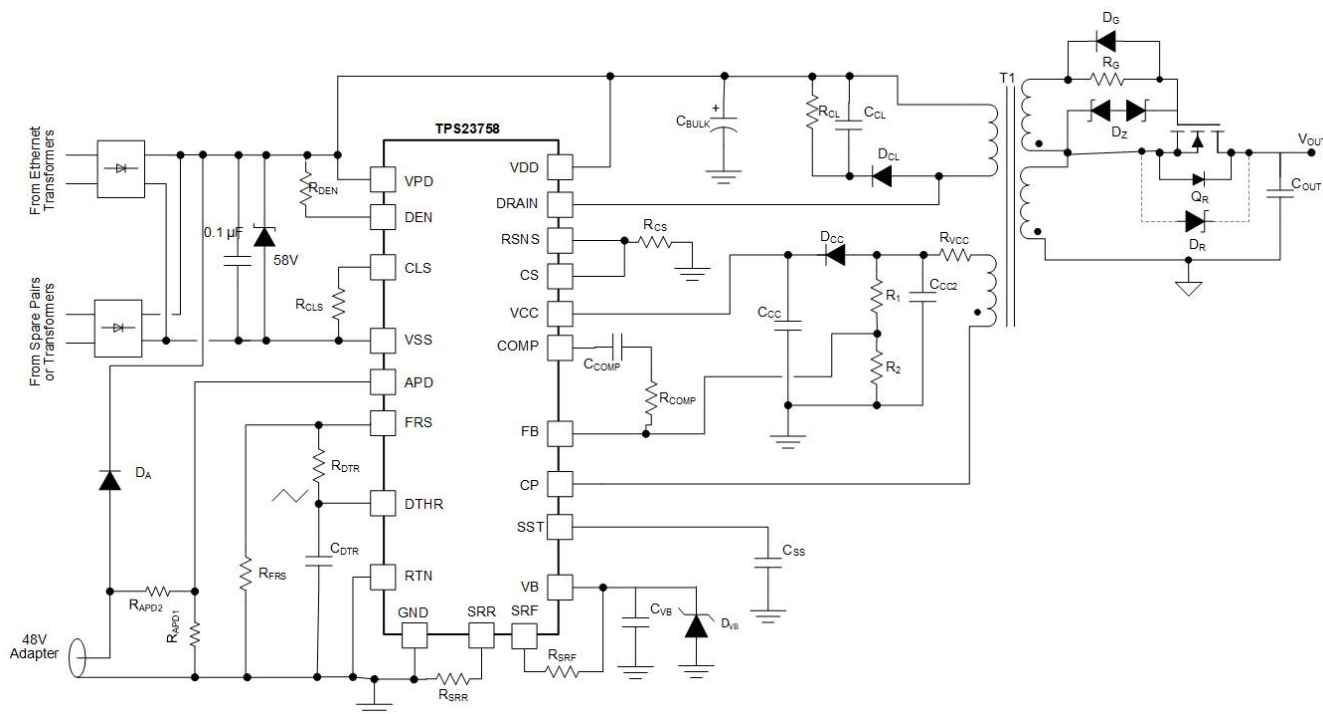 TPS23758
From Ethernet
Transformers
From Spare Pairs
or Transformers
48V
Adapter
RDEN
0.1 µF
58V
RCLS
DA
RAPD2
RAPD1
RFRS
RDTR
CDTR
VPD
DEN
CLS
VSS
APD
FRS
DTHR
RTN
GND
SRR
SRF
VDD
DRAIN
RSNS
CS
VCC
COMP
FB
CP
SST
VB
RSRR
RSRF
CVB
DVB
CSS
CBULK
+
RCL
CCL
DCL
RCS
DCC
RVCC
R1
CCC2
CCC
R2
CCOMP
RCOMP
T1
DG
RG
DZ
QR
DR
VOUT
COUT